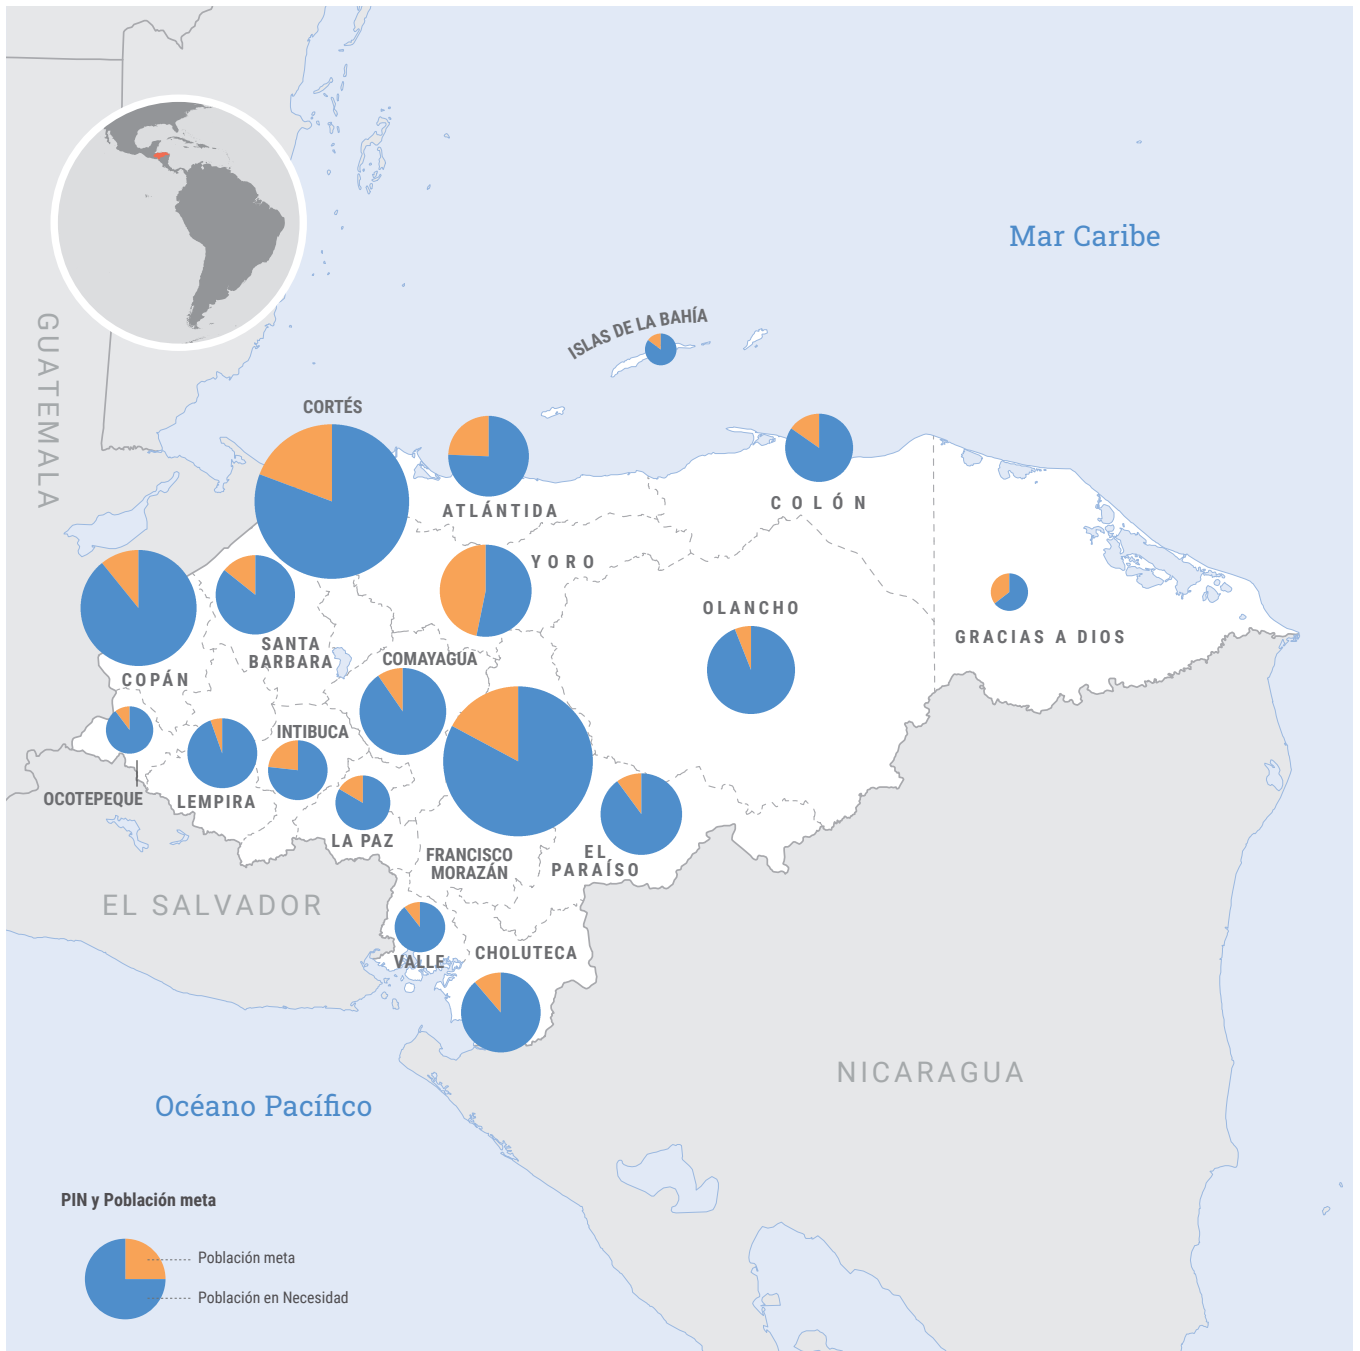 Mar Caribe
GUATEMALA
ISLAS DE LA BAHÍA
CORTÉS
ATLÁNTIDA
COLÓN
YORO
OLANCHO
GRACIAS A DIOS
SANTA
BARBARA
COMAYAGUA
COPÁN
INTIBUCA
OCOTEPEQUE
LEMPIRA
LA PAZ
FRANCISCO
MORAZÁN
EL
PARAÍSO
EL SALVADOR
VALLE
CHOLUTECA
NICARAGUA
Océano Pacífico
PIN y Población meta
Población meta
Población en Necesidad